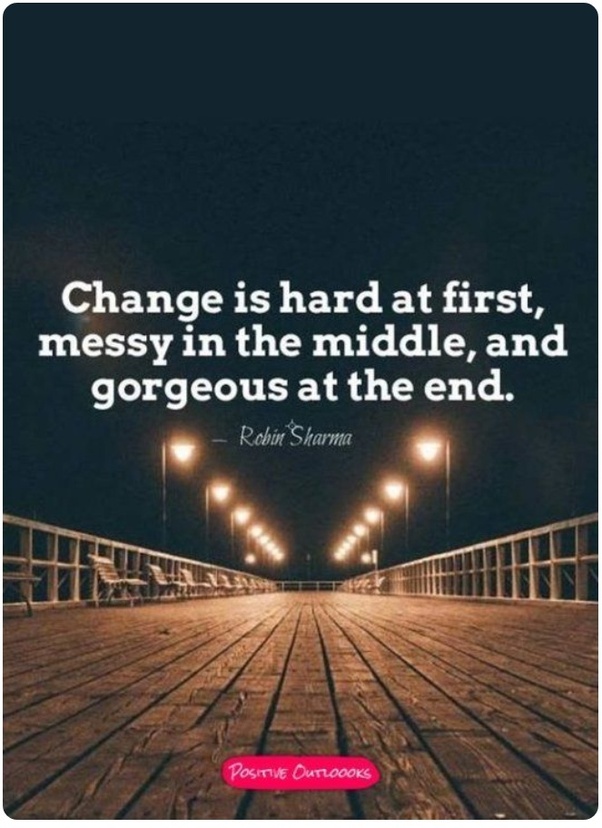 Change is hard at first,
messy in the middle, and
gorgeous at the end.
— Robin Sharma
Positive Outloooks